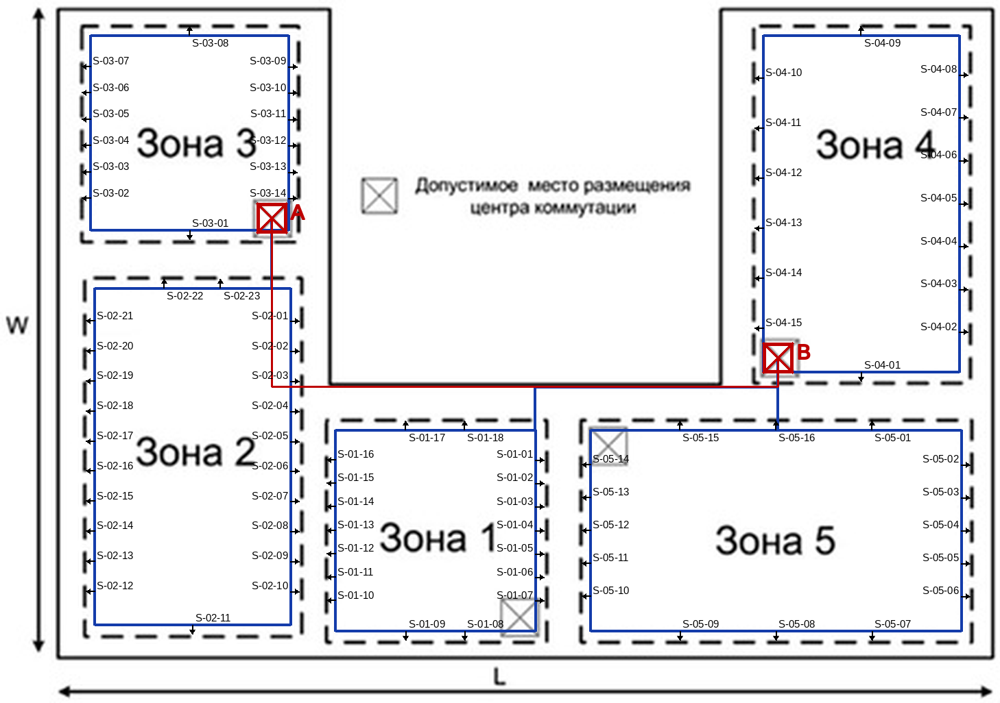 S-03-08
S-03-07
S-03-09
S-03-06
S-03-10
S-03-05
S-03-11
Зона 3
S-03-04
S-03-12
S-03-03
S-03-13
S-03-02
S-03-14
S-03-01
A
Допустимое место размещения
центра коммутации
S-04-09
S-04-10
S-04-08
S-04-11
S-04-07
Зона 4
S-04-06
S-04-12
S-04-05
S-04-13
S-04-04
S-04-14
S-04-03
S-04-15
S-04-02
B
S-04-01
W
S-02-22
S-02-23
S-02-21
S-02-01
S-02-20
S-02-02
S-02-19
S-02-03
S-02-18
S-02-04
S-02-17
S-02-05
Зона 2
S-02-16
S-02-06
S-02-15
S-02-07
S-02-14
S-02-08
S-02-13
S-02-09
S-02-12
S-02-10
S-02-11
S-01-17
S-01-18
S-01-16
S-01-01
S-01-15
S-01-02
S-01-14
S-01-03
S-01-13
S-01-04
Зона 1
S-01-12
S-01-05
S-01-11
S-01-06
S-01-10
S-01-07
S-01-09
S-01-08
S-05-15
S-05-16
S-05-01
S-05-14
S-05-02
S-05-13
S-05-03
S-05-12
S-05-04
Зона 5
S-05-11
S-05-05
S-05-10
S-05-06
S-05-09
S-05-08
S-05-07
L